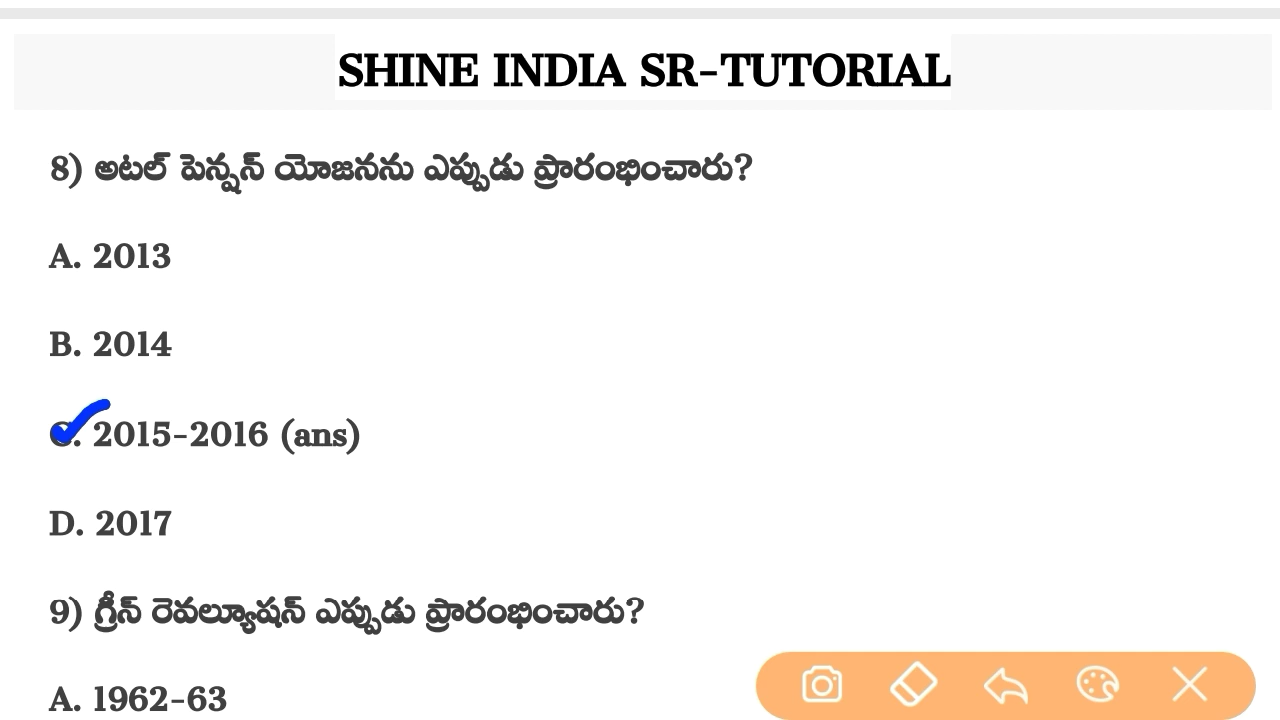 SHINE INDIA SR-TUTORIAL
8) అటల్ పెన్షన్ యోజనను ఎప్పుడు ప్రారంభించారు?
A. 2013
B. 2014
C. 2015-2016 (ans)
D. 2017
9) గ్రీన్ రెవల్యూషన్ ఎప్పుడు ప్రారంభించారు?
A. 1962-63